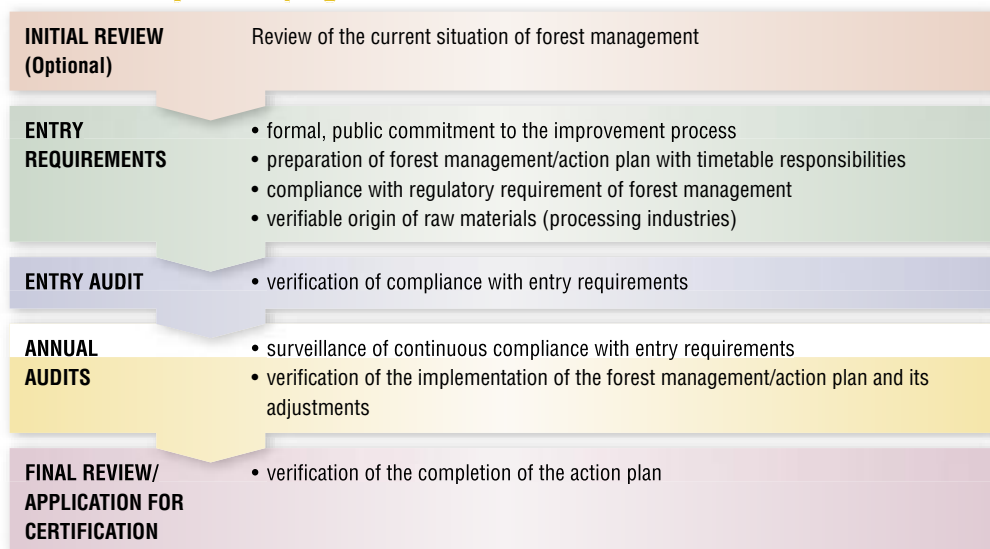 INITIAL REVIEW
(Optional)
Review of the current situation of forest management
ENTRY
REQUIREMENTS
• formal, public commitment to the improvement process
• preparation of forest management/action plan with timetable responsibilities
• compliance with regulatory requirement of forest management
• verifiable origin of raw materials (processing industries)
ENTRY AUDIT
• verification of compliance with entry requirements
ANNUAL
AUDITS
• surveillance of continuous compliance with entry requirements
• verification of the implementation of the forest management/action plan and its
adjustments
FINAL REVIEW/
APPLICATION FOR
CERTIFICATION
• verification of the completion of the action plan